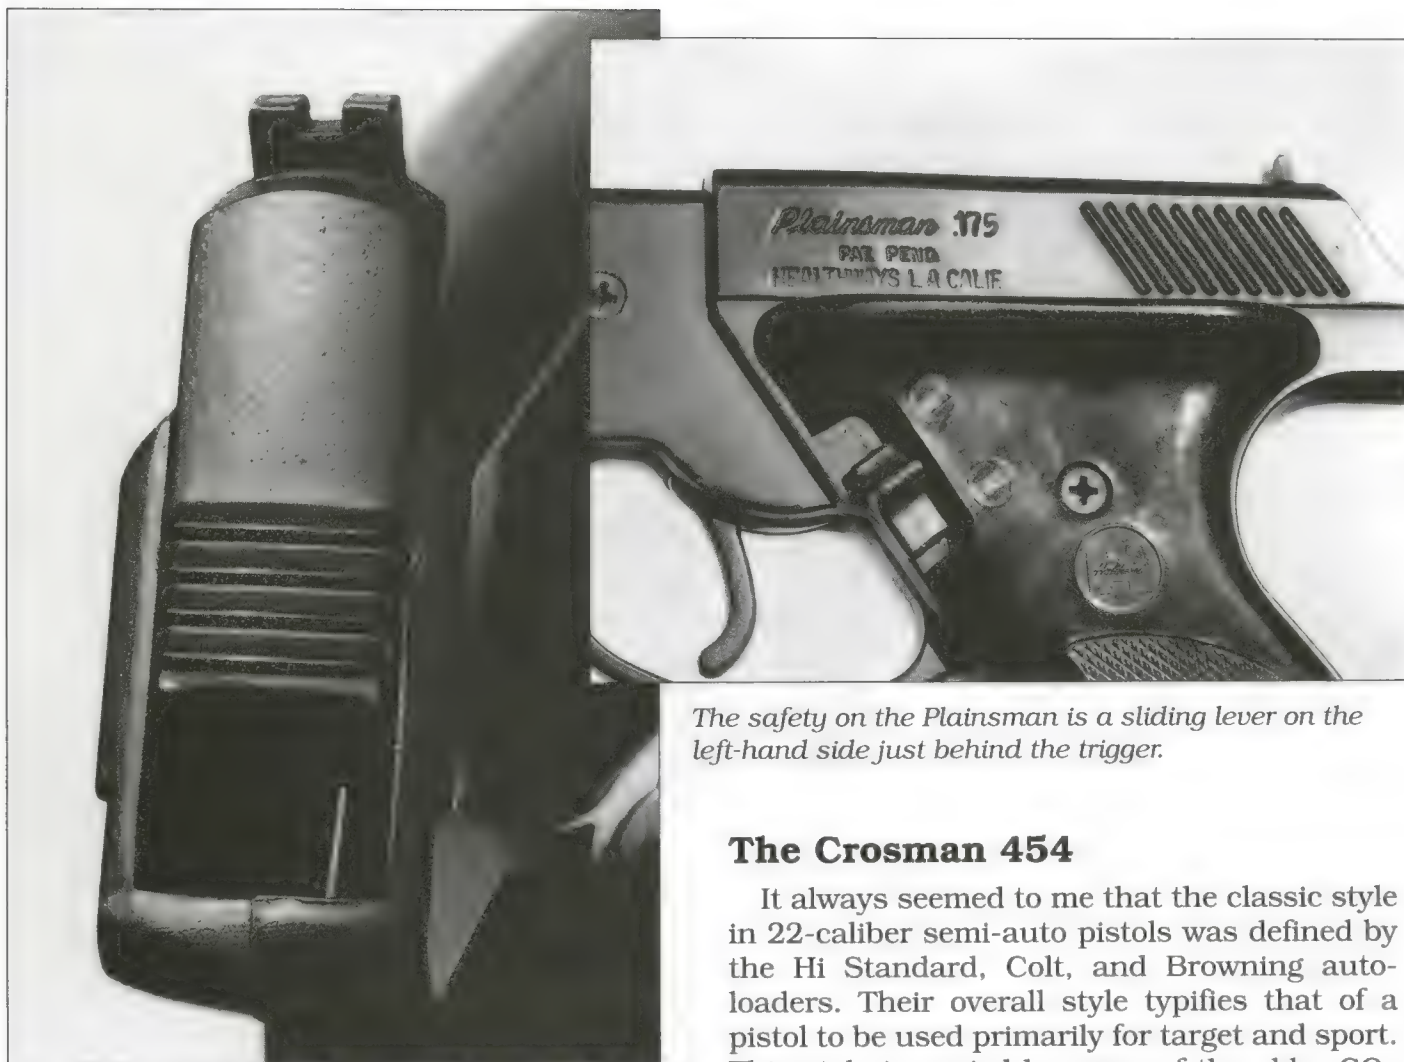 Plainsman .175
PAT PEND
HEALTHWAYS L A CALIF.
The safety on the Plainsman is a sliding lever on the
left-hand side just behind the trigger.
The Crosman 454
It always seemed to me that the classic style
in 22-caliber semi-auto pistols was defined by
the Hi Standard, Colt, and Browning auto-
loaders. Their overall style typifies that of a
pistol to be used primarily for target and sport.